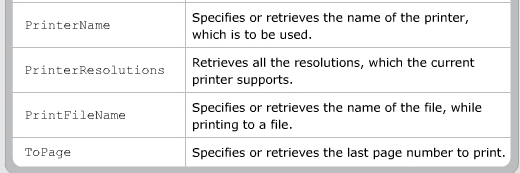 PrinterName
Specifies or retrieves the name of the printer,
which is to be used.
PrinterResolutions
Retrieves all the resolutions, which the current
printer supports.
PrintFileName
Specifies or retrieves the name of the file, while
printing to a file.
ToPage
Specifies or retrieves the last page number to print.